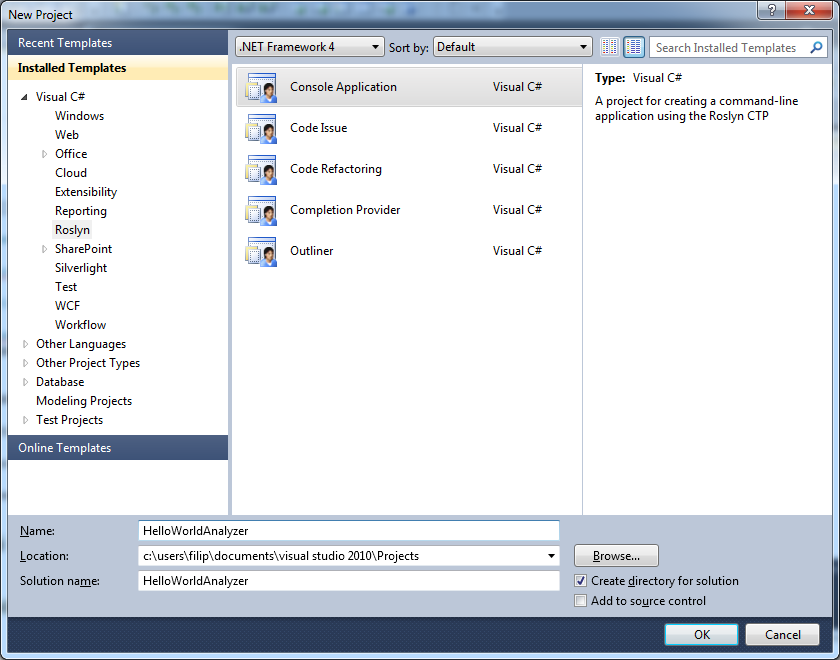 New Project
Recent Templates
Installed Templates
Visual C#
Windows
Web
Office
Cloud
Extensibility
Reporting
Roslyn
SharePoint
Silverlight
Test
WCF
Workflow
Other Languages
Other Project Types
Database
Modeling Projects
Test Projects
Online Templates
.NET Framework 4 Sort by: Default Search Installed Templates
Console Application Visual C#
Code Issue Visual C#
Code Refactoring Visual C#
Completion Provider Visual C#
Outliner Visual C#
Type: Visual C#
A project for creating a command-line
application using the Roslyn CTP
Name: HelloWorldAnalyzer
Location: c:\users\filip\documents\visual studio 2010\Projects Browse...
Solution name: HelloWorldAnalyzer Create directory for solution
Add to source control
OK Cancel